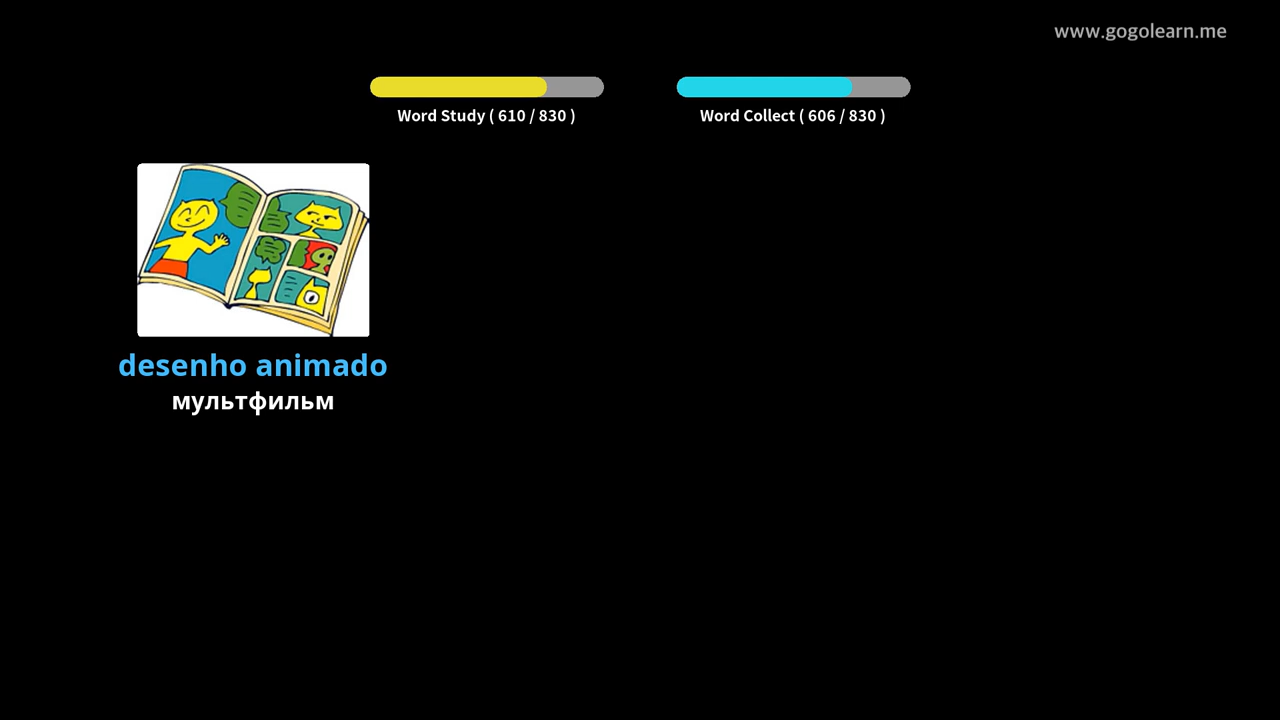 www.gogolearn.me
Word Study ( 610 / 830 )
Word Collect ( 606 / 830 )
desenho animado
мультфильм